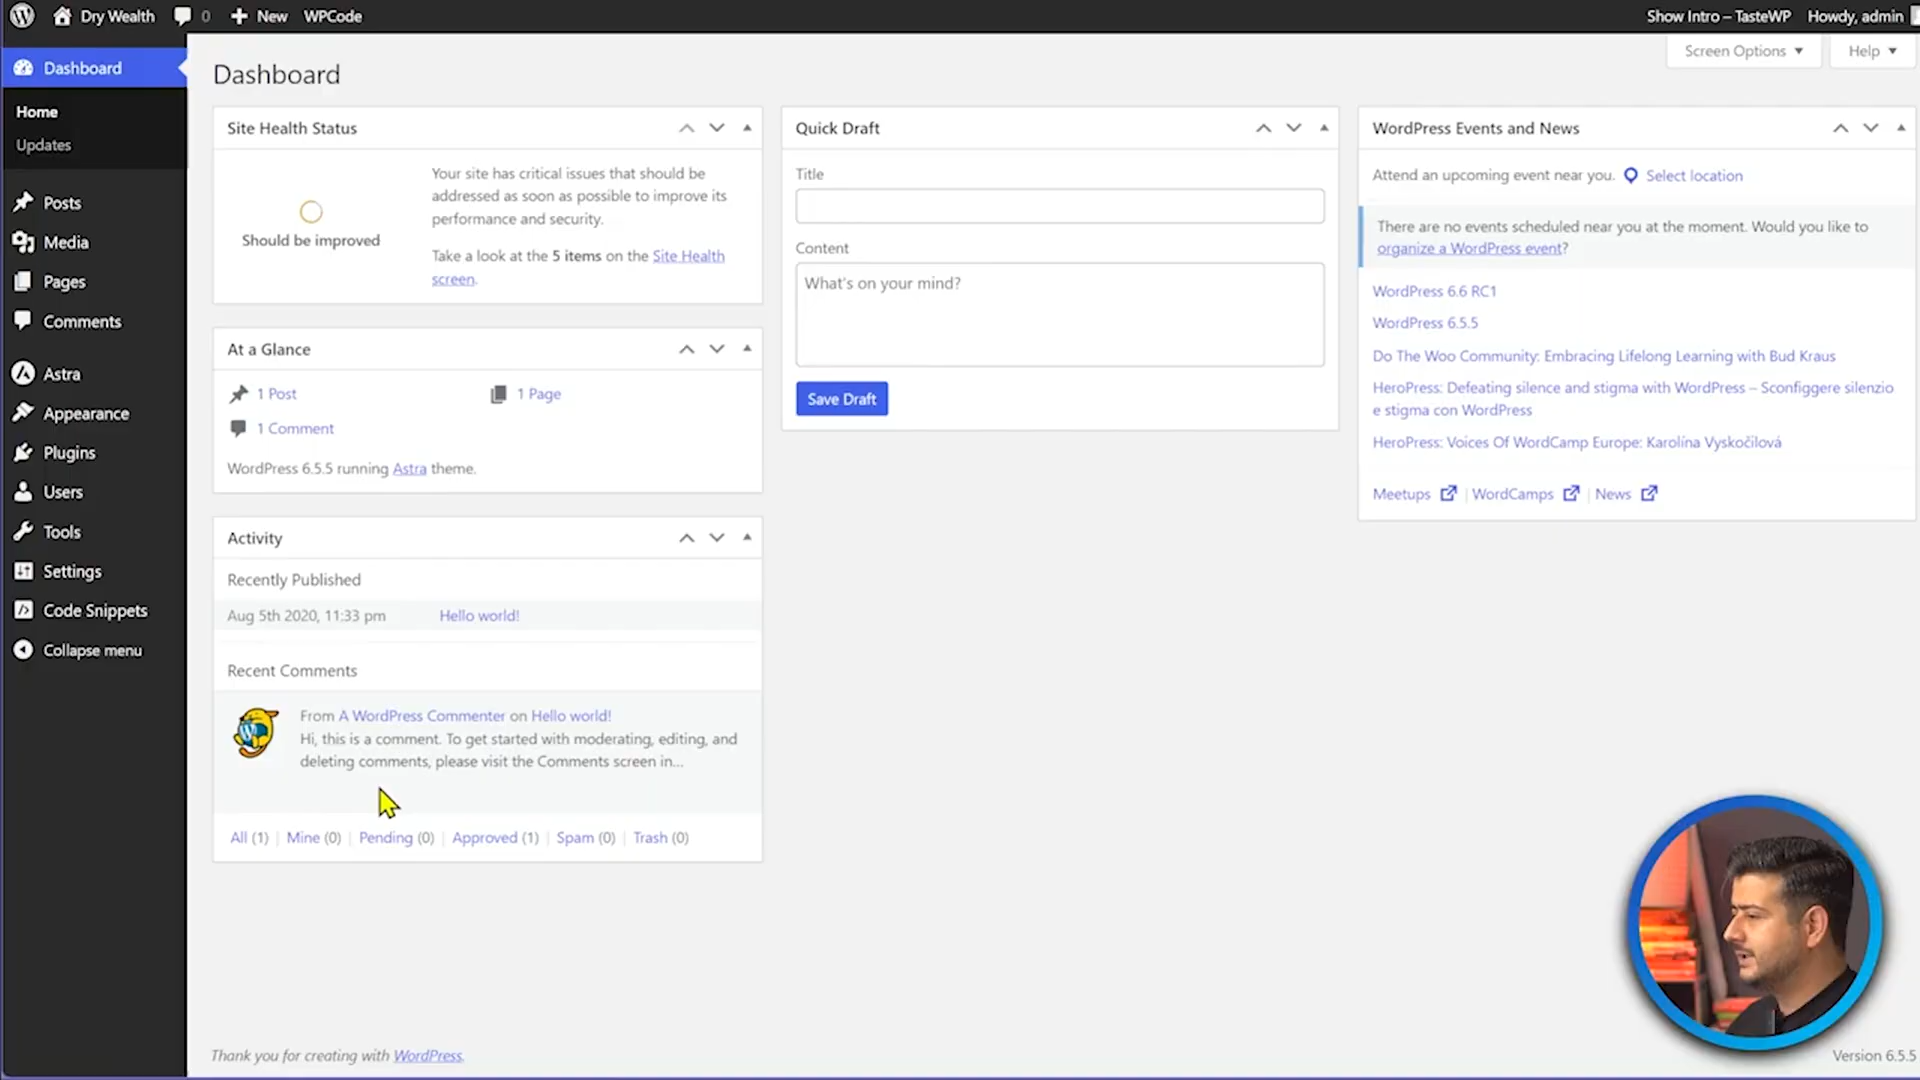 Dry Wealth 0 New WPCode Show Intro – TasteWP Howdy, admin
Dashboard
Home
Updates
Posts
Media
Pages
Comments
Astra
Appearance
Plugins
Users
Tools
Settings
Code Snippets
Collapse menu
Screen Options Help
Dashboard
Site Health Status
Should be improved
Your site has critical issues that should be
addressed as soon as possible to improve its
performance and security.
Take a look at the 5 items on the Site Health
screen.
At a Glance
1 Post 1 Page
1 Comment
WordPress 6.5.5 running Astra theme.
Activity
Recently Published
Aug 5th 2020, 11:33 pm Hello world!
Recent Comments
From A WordPress Commenter on Hello world!
Hi, this is a comment. To get started with moderating, editing, and
deleting comments, please visit the Comments screen in...
All (1) | Mine (0) | Pending (0) | Approved (1) | Spam (0) | Trash (0)
Quick Draft
Title
Content
What's on your mind?
Save Draft
WordPress Events and News
Attend an upcoming event near you. Select location
There are no events scheduled near you at the moment. Would you like to
organize a WordPress event?
WordPress 6.6 RC1
WordPress 6.5.5
Do The Woo Community: Embracing Lifelong Learning with Bud Kraus
HeroPress: Defeating silence and stigma with WordPress – Sconfiggere silenzio
e stigma con WordPress
HeroPress: Voices Of WordCamp Europe: Karolína Vyskočilová
Meetups | WordCamps | News
Thank you for creating with WordPress.
Version 6.5.5